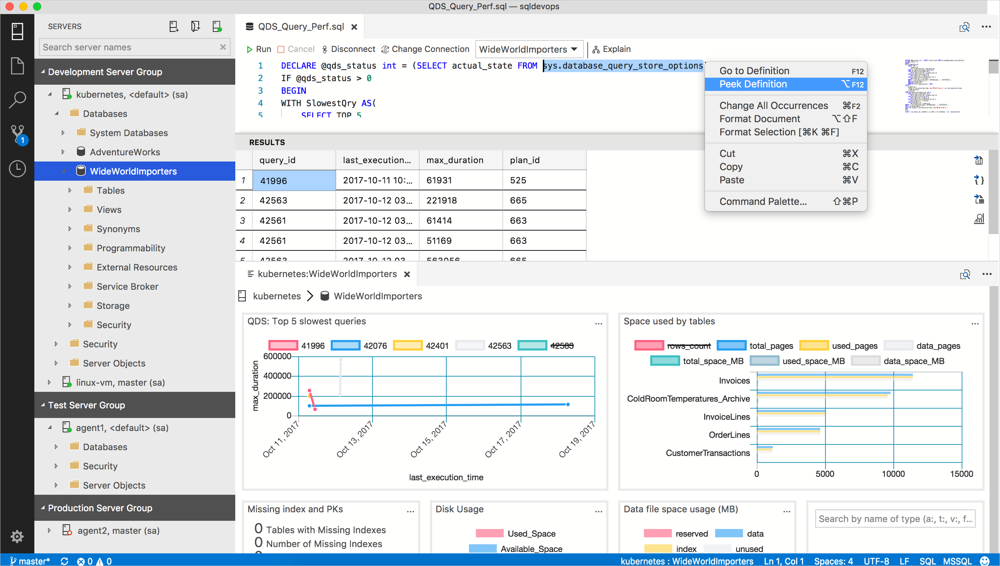 QDS_Query_Perf.sql — sqldevops
SERVERS
Search server names
Development Server Group
kubernetes, <default> (sa)
Databases
System Databases
AdventureWorks
WideWorldImporters
Tables
Views
Synonyms
Programmability
External Resources
Service Broker
Storage
Security
Security
Server Objects
linux-vm, master (sa)
Test Server Group
agent1, <default> (sa)
Databases
Security
Server Objects
Production Server Group
agent2, master (sa)
1
QDS_Query_Perf.sql
Run Cancel Disconnect Change Connection WideWorldImporters Explain
1 DECLARE @qds_status int = (SELECT actual_state FROM sys.database_query_store_options
2 IF @qds_status > 0
3 BEGIN
4 WITH SlowestQry AS(
5 SELECT TOP 5
Go to Definition F12
Peek Definition ⌥F12
Change All Occurrences ⌘F2
Format Document ⌥⇧F
Format Selection [⌘K ⌘F]
Cut ⌘X
Copy ⌘C
Paste ⌘V
Command Palette... ⇧⌘P
RESULTS
query_id last_execution... max_duration plan_id
1 41996 2017-10-11 10:... 61931 525
2 42563 2017-10-12 03... 221918 665
3 42561 2017-10-12 03... 61414 663
4 42561 2017-10-12 03... 51169 663
5 42563 2017-10-12 03 563056 665
kubernetes:WideWorldImporters
kubernetes WideWorldImporters
QDS: Top 5 slowest queries ...
41996 42076 42401 42563 42583
max_duration
600000
400000
200000
0
Oct 11, 2017 Oct 13, 2017 Oct 15, 2017 Oct 17, 2017 Oct 19, 2017
last_execution_time
Space used by tables ...
rows_count total_pages used_pages data_pages
total_space_MB used_space_MB data_space_MB
Invoices
ColdRoomTemperatures_Archive
InvoiceLines
OrderLines
CustomerTransactions
0 5000 10000 15000
Missing index and PKs ...
0 Tables with Missing Indexes
0 Number of Missing Indexes
Disk Usage ...
Used_Space
Available_Space
Data file space usage (MB) ...
reserved data
index unused
Search by name of type (a:, t:, v:, f...
master* 0 0 kubernetes : WideWorldImporters Ln 1, Col 1 Spaces: 4 UTF-8 LF SQL MSSQL